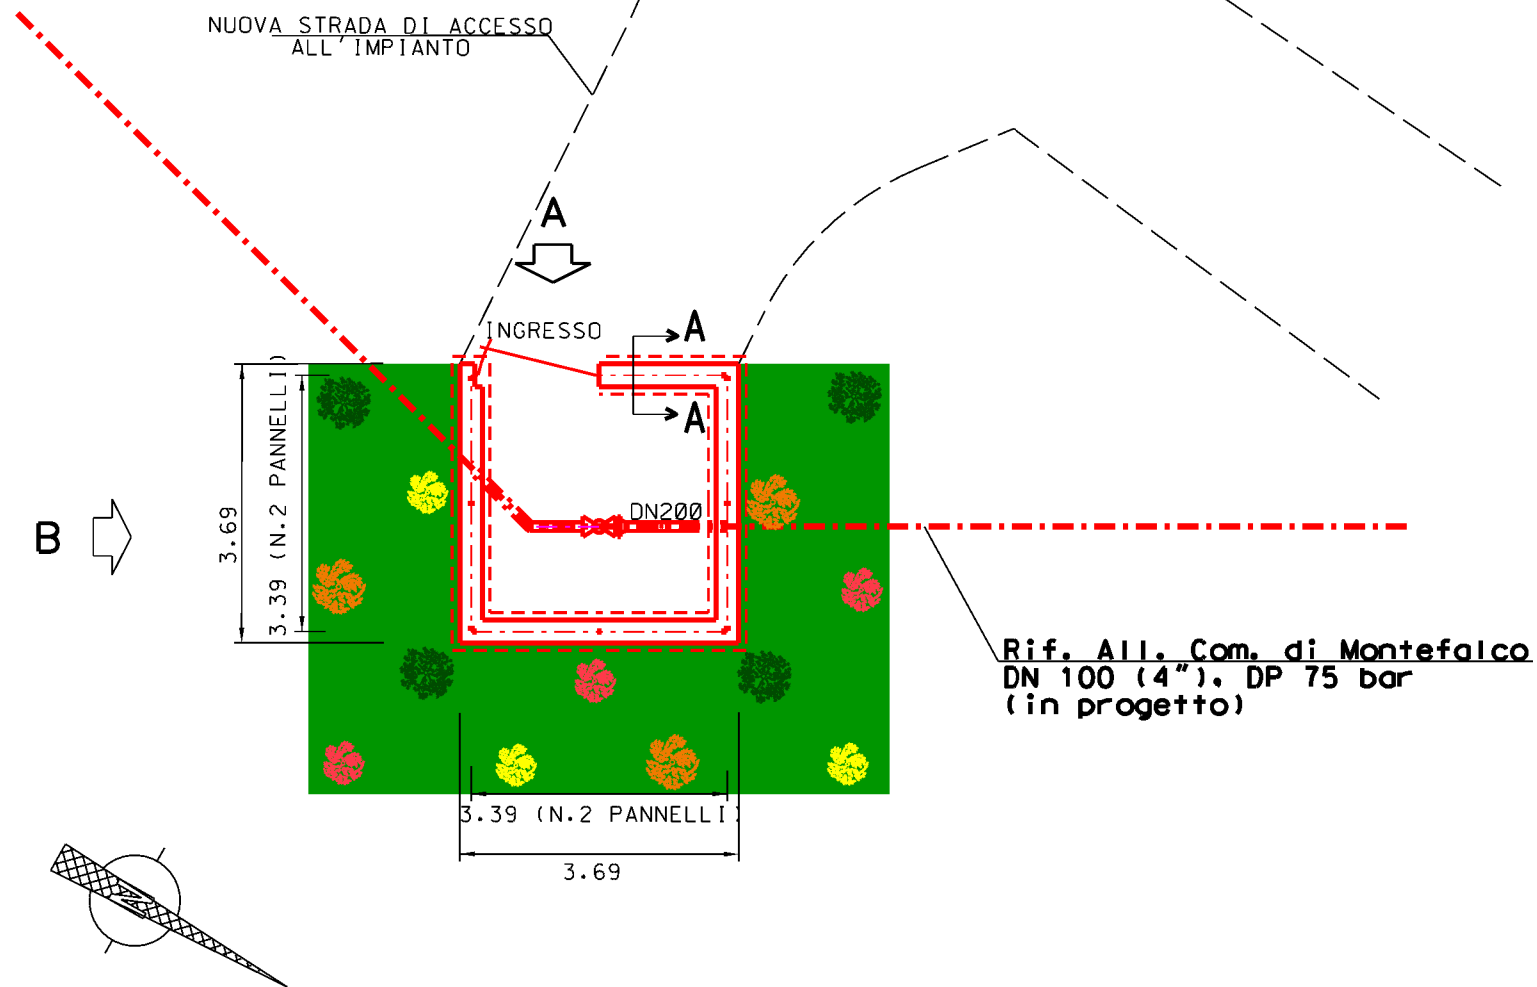 NUOVA STRADA DI ACCESSO
ALL'IMPIANTO
A
INGRESSO
A
A
3.69
3.39 (N.2 PANNELLI)
B
DN200
Rif. All. Com. di Montefalco
DN 100 (4"). DP 75 bar
(in progetto)
3.39 (N.2 PANNELLI)
3.69
N